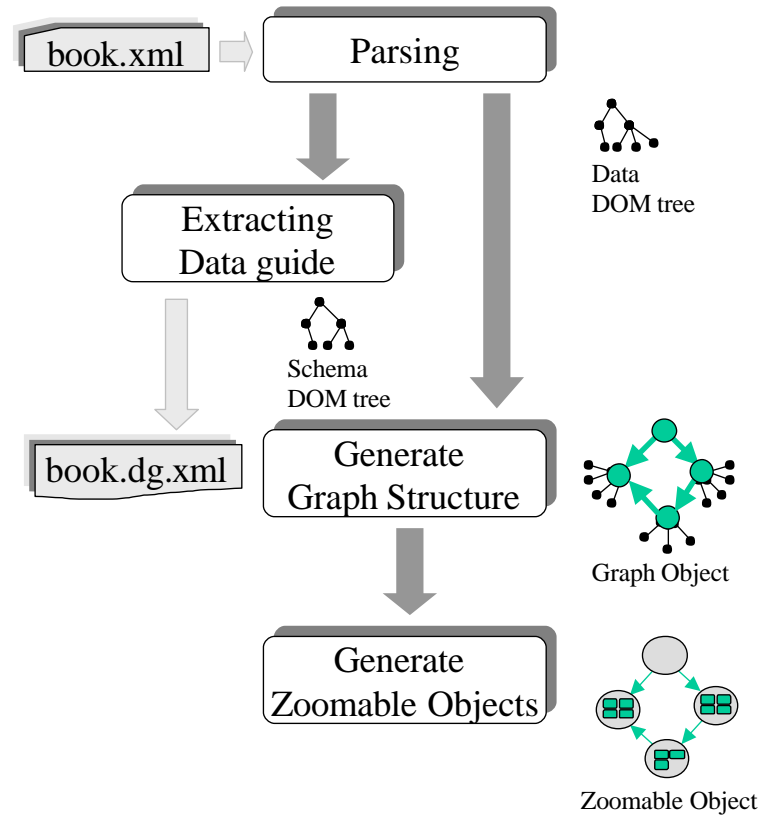 book.xml
Parsing
Data
DOM tree
Extracting
Data guide
Schema
DOM tree
book.dg.xml
Generate
Graph Structure
Graph Object
Generate
Zoomable Objects
Zoomable Object